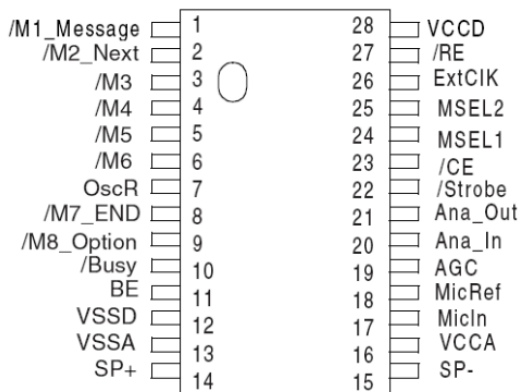 /M1_Message 1 28 VCCD
/M2_Next 2 27 /RE
/M3 3 26 ExtClK
/M4 4 25 MSEL2
/M5 5 24 MSEL1
/M6 6 23 /CE
OscR 7 22 /Strobe
/M7_END 8 21 Ana_Out
/M8_Option 9 20 Ana_In
/Busy 10 19 AGC
BE 11 18 MicRef
VSSD 12 17 MicIn
VSSA 13 16 VCCA
SP+ 14 15 SP-